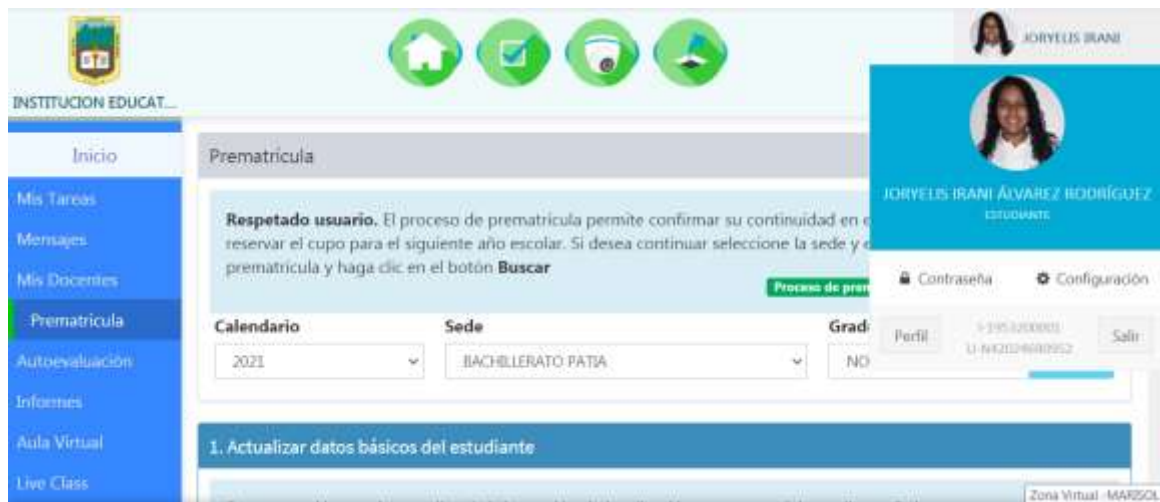 JORYELIS IRANI
INSTITUCION EDUCAT...
Inicio
Mis Tareas
Mensajes
Mis Docentes
Prematricula
Autoevaluación
Informes
Aula Virtual
Live Class
Prematrícula
Respetado usuario. El proceso de prematricula permite confirmar su continuidad en e
reservar el cupo para el siguiente año escolar. Si desea continuar seleccione la sede y e
prematricula y haga clic en el botón Buscar
Proceso de prem
Calendario
Sede
Grad
2021
BACHILLERATO PATIA
NO
1. Actualizar datos básicos del estudiante
JORYELIS IRANI ÁLVAREZ RODRÍGUEZ
ESTUDIANTE
Contraseña
Configuración
Perfil
Salir
Zona Virtual -MARISOL